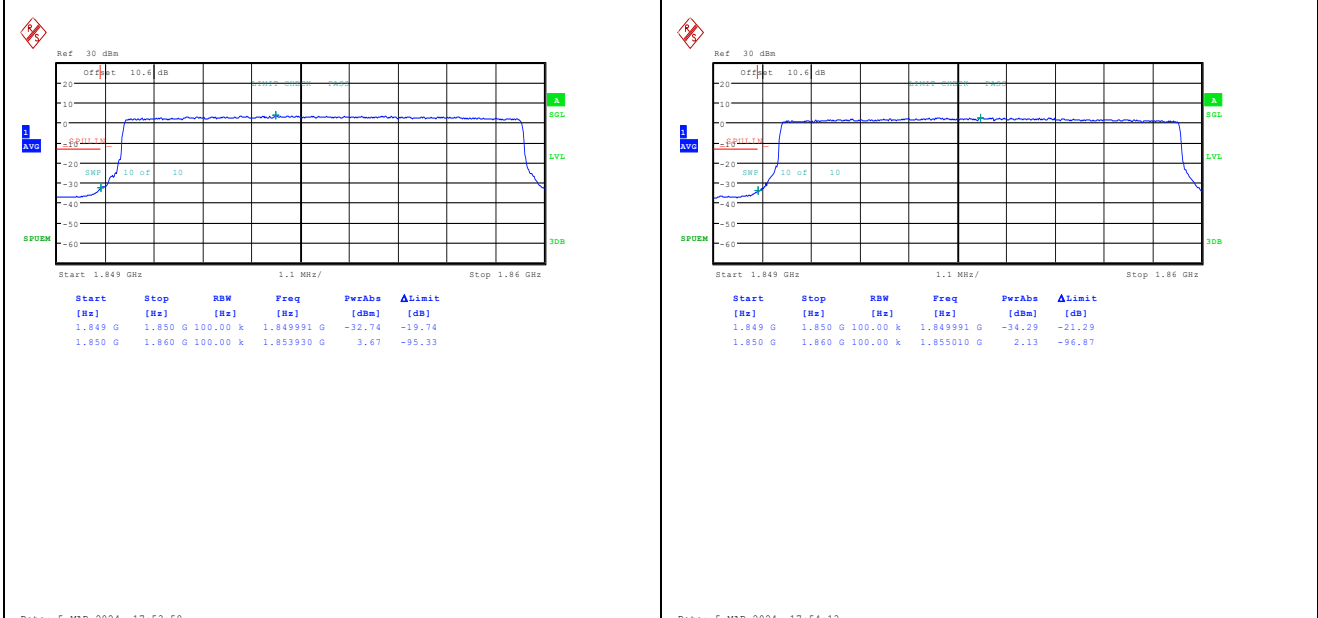 R S
Ref 30 dBm
Offset 10.6 dB
LIMIT CHECK PASS
20
10
0
-10
-20
-30
-40
-50
-60
1
AVG
SPULIN
SWP 10 of 10
SPUEM
A
SGL
LVL
3DB
Start 1.849 GHz 1.1 MHz/ Stop 1.86 GHz
Start Stop RBW Freq PwrAbs ΔLimit
[Hz] [Hz] [Hz] [Hz] [dBm] [dB]
1.849 G 1.850 G 100.00 k 1.849991 G -32.74 -19.74
1.850 G 1.860 G 100.00 k 1.853930 G 3.67 -95.33
R S
Ref 30 dBm
Offset 10.6 dB
LIMIT CHECK PASS
20
10
0
-10
-20
-30
-40
-50
-60
1
AVG
SPULIN
SWP 10 of 10
SPUEM
A
SGL
LVL
3DB
Start 1.849 GHz 1.1 MHz/ Stop 1.86 GHz
Start Stop RBW Freq PwrAbs ΔLimit
[Hz] [Hz] [Hz] [Hz] [dBm] [dB]
1.849 G 1.850 G 100.00 k 1.849991 G -34.29 -21.29
1.850 G 1.860 G 100.00 k 1.855010 G 2.13 -96.87